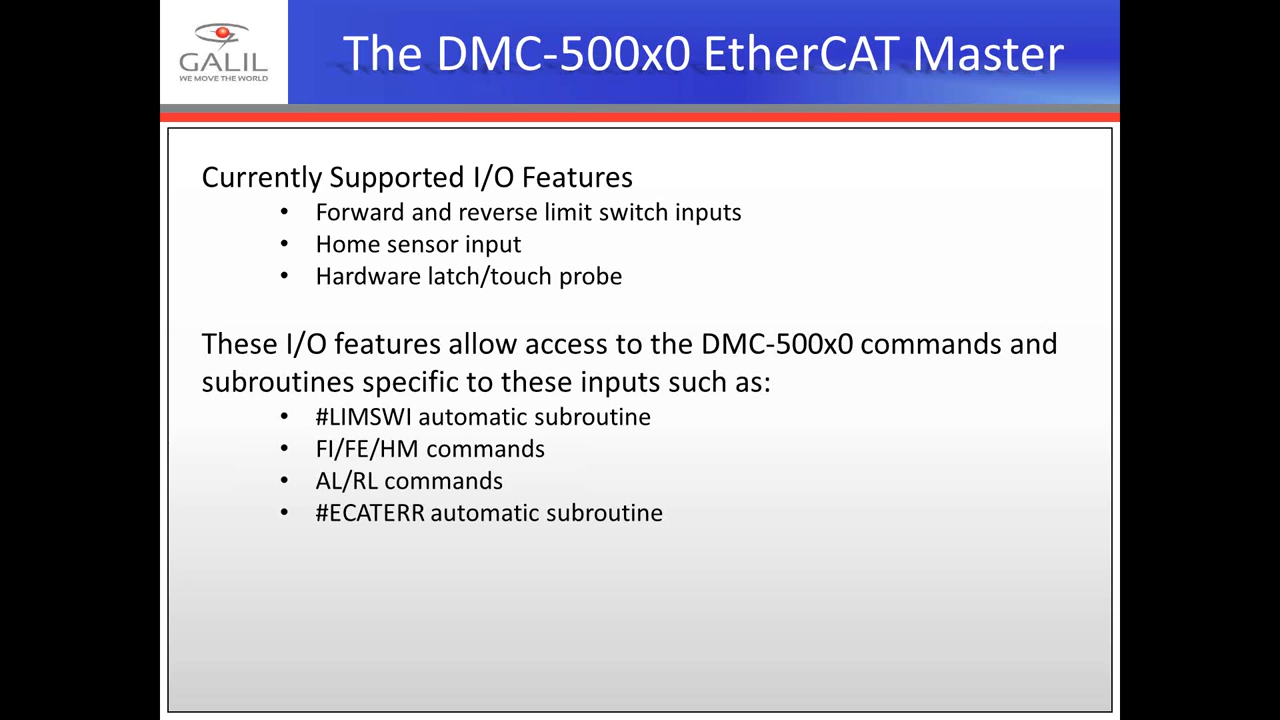 GALIL
WE MOVE THE WORLD
The DMC-500x0 EtherCAT Master
Currently Supported I/O Features
• Forward and reverse limit switch inputs
• Home sensor input
• Hardware latch/touch probe
These I/O features allow access to the DMC-500x0 commands and
subroutines specific to these inputs such as:
• #LIMSWI automatic subroutine
• FI/FE/HM commands
• AL/RL commands
• #ECATERR automatic subroutine